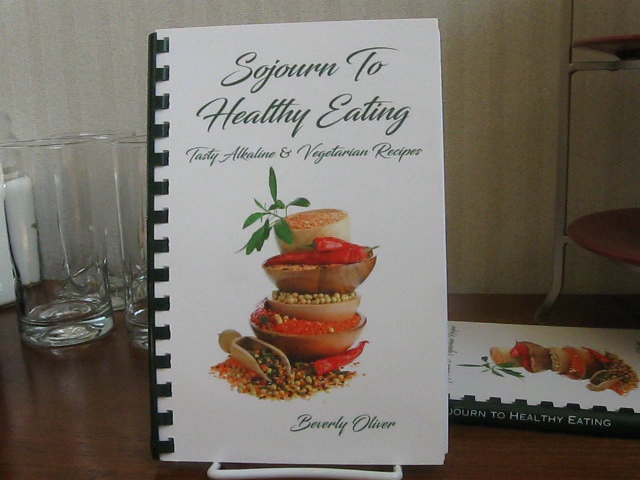 Sojourn To
Healthy Eating
Tasty Alkaline & Vegetarian Recipes
Beverly Oliver
JOURN TO HEALTHY EATING